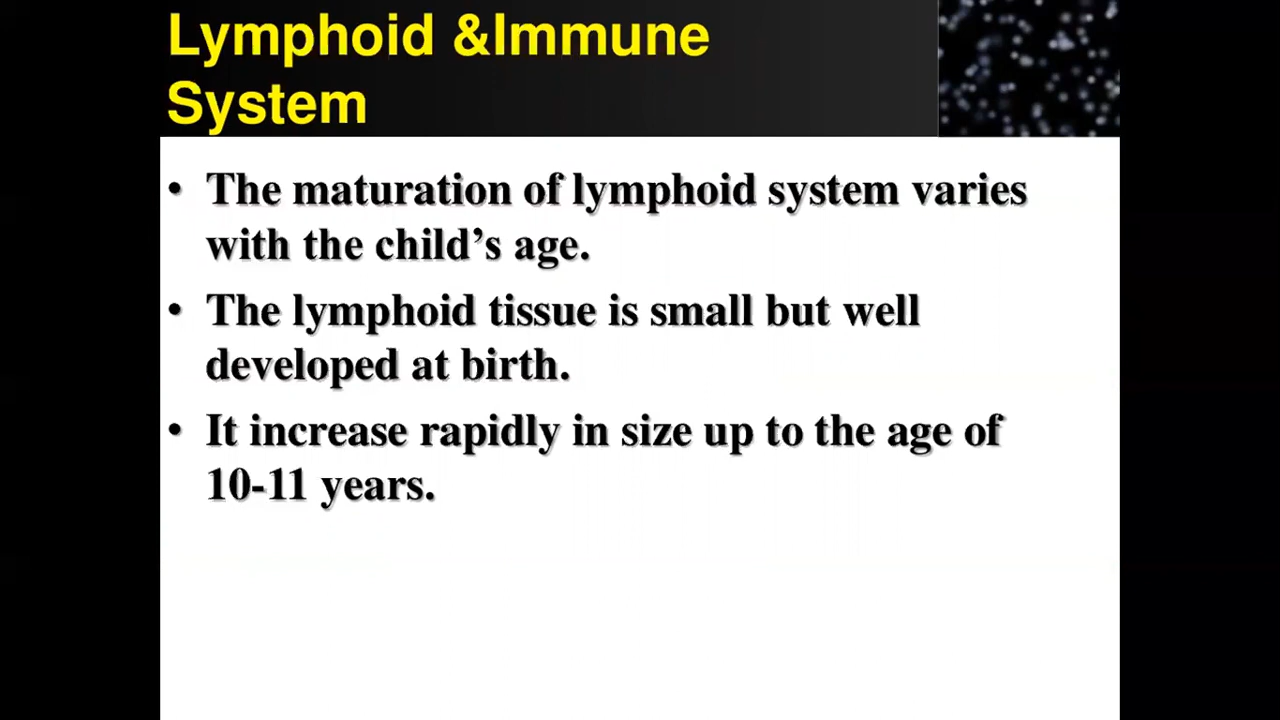 Lymphoid &Immune
System
• The maturation of lymphoid system varies
with the child’s age.
• The lymphoid tissue is small but well
developed at birth.
• It increase rapidly in size up to the age of
10-11 years.